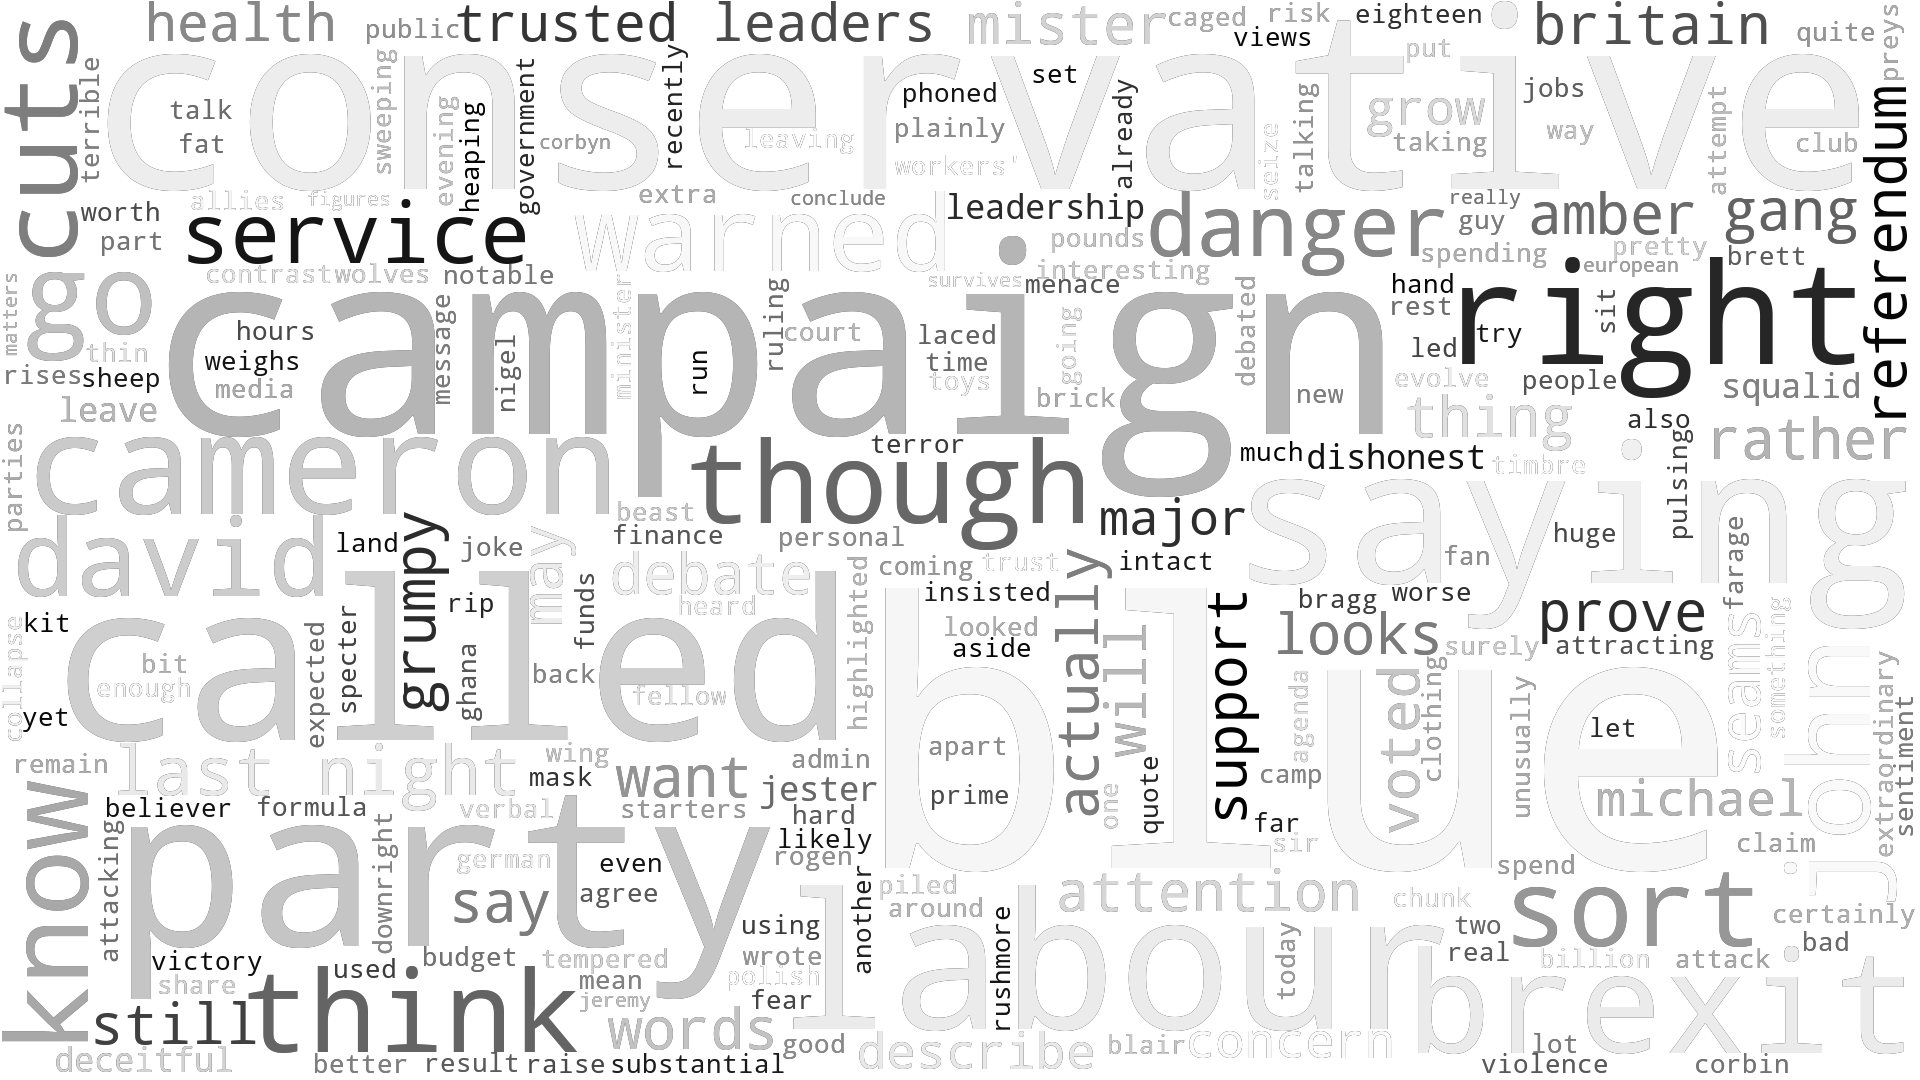 health
public
trusted
leaders
mister
caged
risk
eighteen
views
britain
quite
preys
cuts
terrible
conservative
talk
fat
sweeping
evening
heaping
government
corbyn
recently
leaving
phoned
plainly
workers'
set
already
seize
talking
put
grow
taking
jobs
way
attempt
club
referendum
allies
figures
extra
conclude
worth
part
service
warned
leadership
danger
really
guy
amber
gang
pounds
spending
pretty
brett
contrast
wolves
notable
survives
interesting
menace
european
go
matters
thin
rises
sheep
campaign
hours
weighs
media
message
nigel
minister
run
ruling
court
laced
time
toys
going
brick
debated
new
hand
rest
led
try
right
sit
evolve
people
squalid
leave
parties
cameron
though
terror
thing
also
rather
much
dishonest
timbre
pulsingo
beast
finance
personal
major
saying
huge
fan
david
land
grumpy
joke
may
debate
heard
highlighted
coming
trust
intact
actually
insisted
looked
aside
support
bragg
worse
looks
surely
prove
attracting
farage
seams
something
johnny
kit
collapse
yet
called
bit
enough
expected
specter
rip
ghana
funds
back
fellow
blue
apart
prime
will
one
quote
agenda
camp
far
sir
voted
clothing
unusually
let
michael
extraordinary
sentiment
claim
remain
last night
wing
mask
want
admin
jester
believer
formula
verbal
starters
hard
likely
rogen
know
attacking
party
downright
german
say
even
agree
another
using
piled
around
attention
chunk
spend
sort
certainly
two
real
bad
victory
share
used
budget
tempered
mean
jeremy
wrote
polish
fear
labour
rushmore
today
brexit
billion
attack
still
think
words
good
describe
blair
concern
lot
violence
corbin
deceitful
better
result
raise
substantial